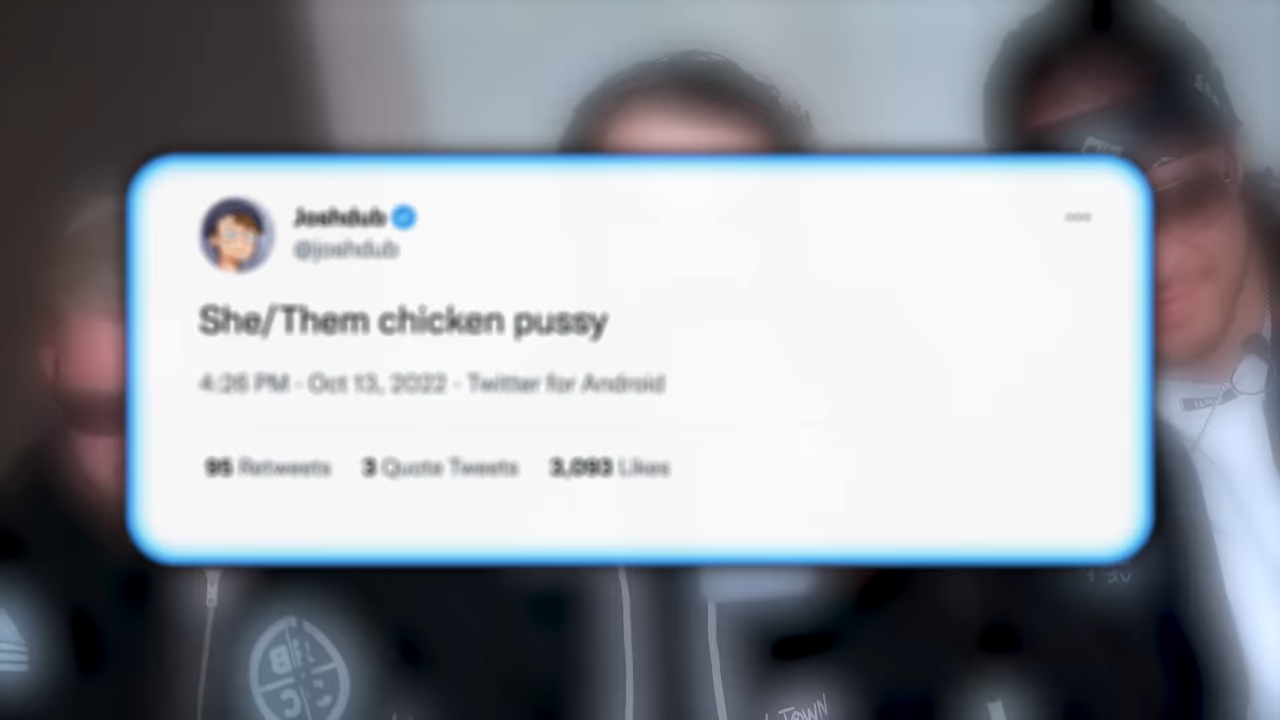 Joshdub
@joshdub
She/Them chicken pussy
4:26 PM · Oct 13, 2022 · Twitter for Android
95 Retweets 3 Quote Tweets 3,093 Likes
TOWN